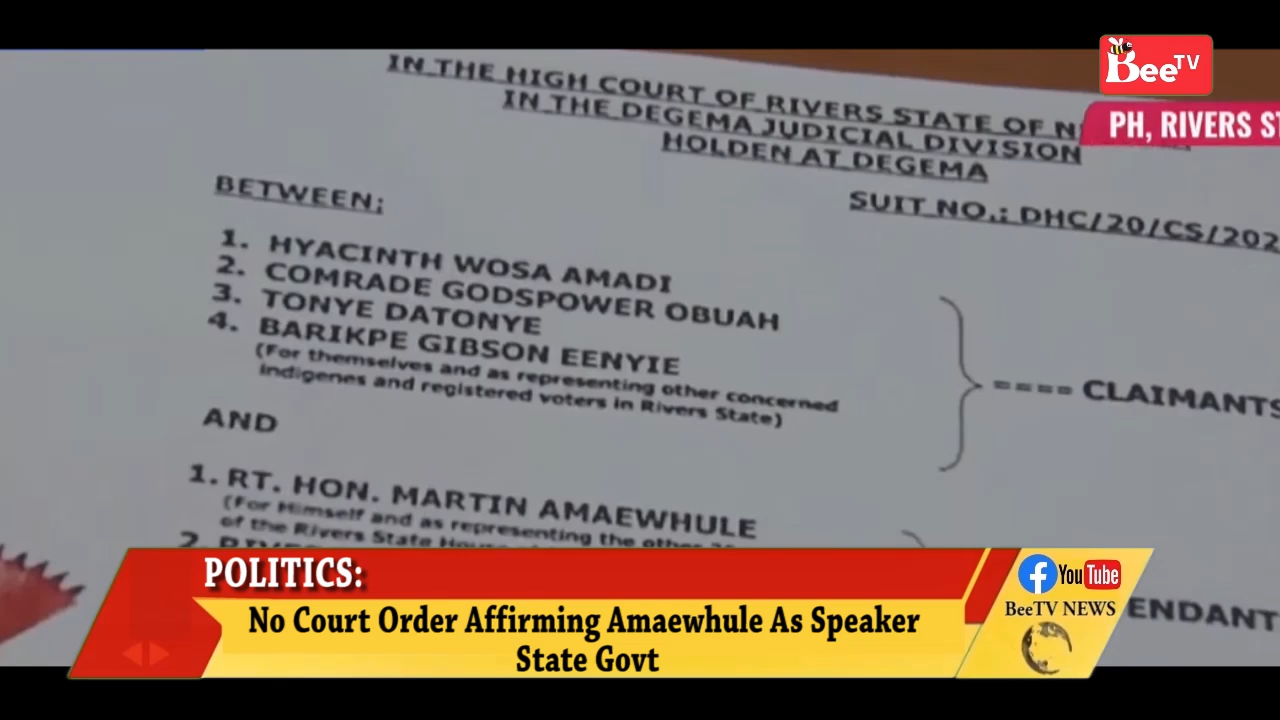 BeeTV
PH, RIVERS ST
IN THE HIGH COURT OF RIVERS STATE OF
IN THE DEGEMA JUDICIAL DIVISION
HOLDEN AT DEGEMA
SUIT NO.: DHC/20/CS/202
BETWEEN;
1. HYACINTH WOSA AMADI
2. COMRADE GODSPOWER OBUAH
3. TONYE DATONYE
4. BARIKPE GIBSON EENYIE
(For themselves and as representing other concerned
indigenes and registered voters in Rivers State)
==== CLAIMANTS
AND
1. RT. HON. MARTIN AMAEWHULE
(For Himself and as representing the other
of the Rivers State
2.
ENDANT
POLITICS:
No Court Order Affirming Amaewhule As Speaker
State Govt
f YouTube
BeeTV NEWS